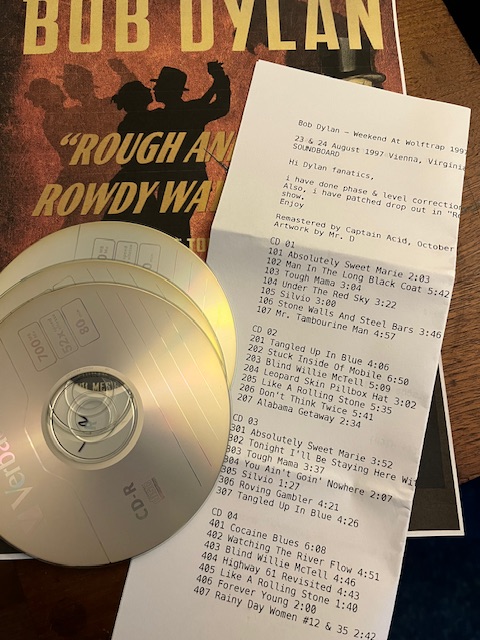 BOB DYLAN
"ROUGH AN
ROWDY WA
TO
700
52x
80
CD-R
2
Bob Dylan – Weekend At Wolftrap 199
23 & 24 August 1997 Vienna, Virgini
SOUNDBOARD
Hi Dylan fanatics,
i have done phase & level correctio
Also, i have patched drop out in "Re
show.
Enjoy
Remastered by Captain Acid, October
Artwork by Mr. D
CD 01
101 Absolutely Sweet Marie 2:03
102 Man In The Long Black Coat 5:42
103 Tough Mama 3:04
104 Under The Red Sky 3:22
105 Silvio 3:00
106 Stone Walls And Steel Bars 3:46
107 Mr. Tambourine Man 4:57
CD 02
201 Tangled Up In Blue 4:06
202 Stuck Inside Of Mobile 6:50
203 Blind Willie McTell 5:09
204 Leopard Skin Pillbox Hat 3:02
205 Like A Rolling Stone 5:35
206 Don't Think Twice 5:41
207 Alabama Getaway 2:34
CD 03
301 Absolutely Sweet Marie 3:52
302 Tonight I'll Be Staying Here Wit
303 Tough Mama 3:37
304 You Ain't Goin' Nowhere 2:07
305 Silvio 1:27
306 Roving Gambler 4:21
307 Tangled Up In Blue 4:26
CD 04
401 Cocaine Blues 6:08
402 Watching The River Flow 4:51
403 Blind Willie McTell 4:46
404 Highway 61 Revisited 4:43
405 Like A Rolling Stone 1:40
406 Forever Young 2:00
407 Rainy Day Women #12 & 35 2:42